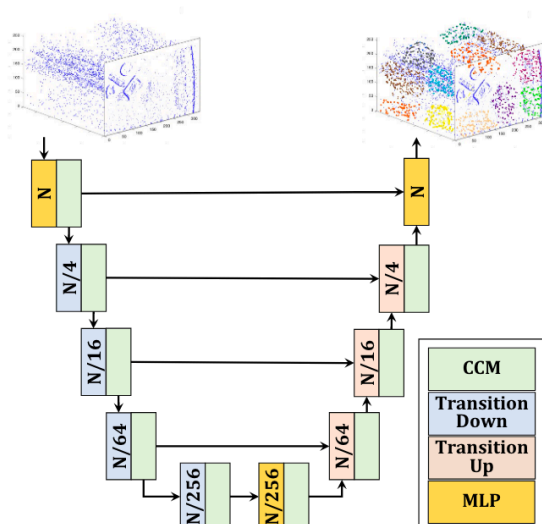 N
N
N/4
N/4
N/16
N/16
N/64
N/64
N/256
N/256
CCM
Transition
Down
Transition
Up
MLP